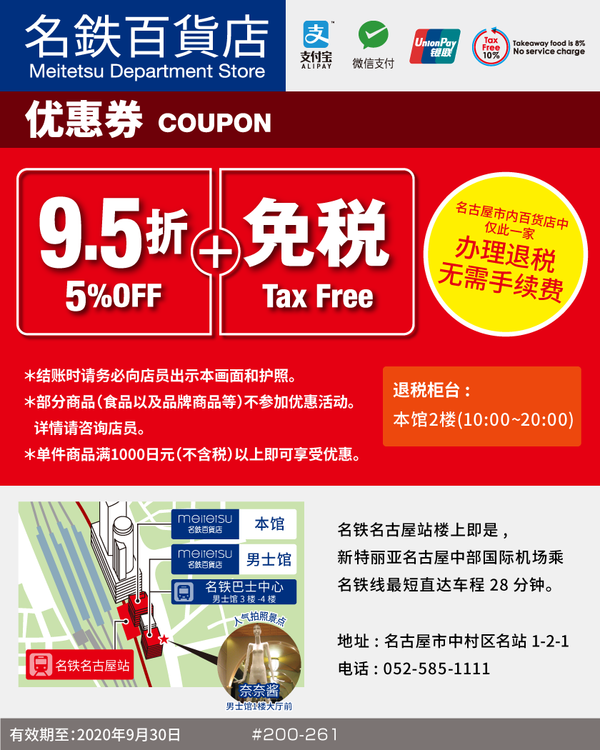 名鉄百貨店
Meitetsu Department Store
支付宝
ALIPAY
微信支付
UnionPay
银联
Tax
Free
10%
Takeaway food is 8%
No service charge
优惠券 COUPON
9.5折
5%OFF
+
免税
Tax Free
名古屋市内百货店中
仅此一家
办理退税
无需手续费
＊结账时请务必向店员出示本画面和护照。
＊部分商品（食品以及品牌商品等）不参加优惠活动。
详情请咨询店员。
＊单件商品满1000日元（不含税）以上即可享受优惠。
退税柜台：
本馆2楼(10:00~20:00)
meitetsu
名鉄百貨店
本馆
meitetsu
名鉄百貨店
男士馆
名铁巴士中心
男士馆 3 楼 -4 楼
名铁名古屋站
人气拍照景点
奈奈酱
男士馆1楼大厅前
名铁名古屋站楼上即是，
新特丽亚名古屋中部国际机场乘
名铁线最短直达车程 28 分钟。
地址：名古屋市中村区名站 1-2-1
电话：052-585-1111
有效期至：2020年9月30日
#200-261